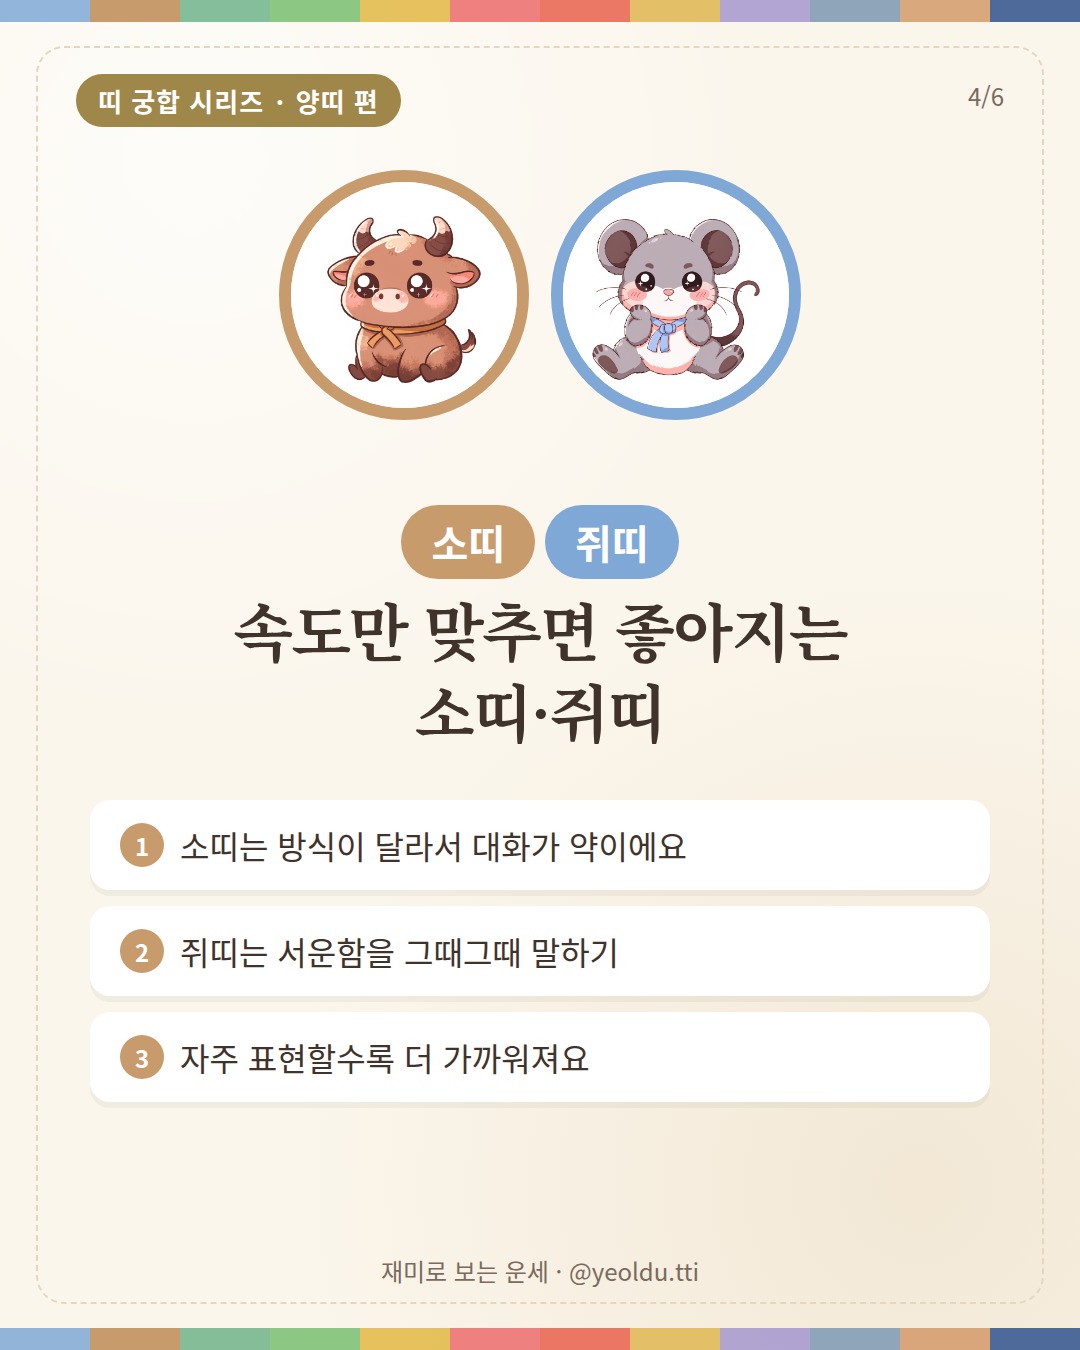 띠 궁합 시리즈 · 양띠 편
4/6
소띠 쥐띠
속도만 맞추면 좋아지는
소띠·쥐띠
1 소띠는 방식이 달라서 대화가 약이에요
2 쥐띠는 서운함을 그때그때 말하기
3 자주 표현할수록 더 가까워져요
재미로 보는 운세 · @yeoldu.tti